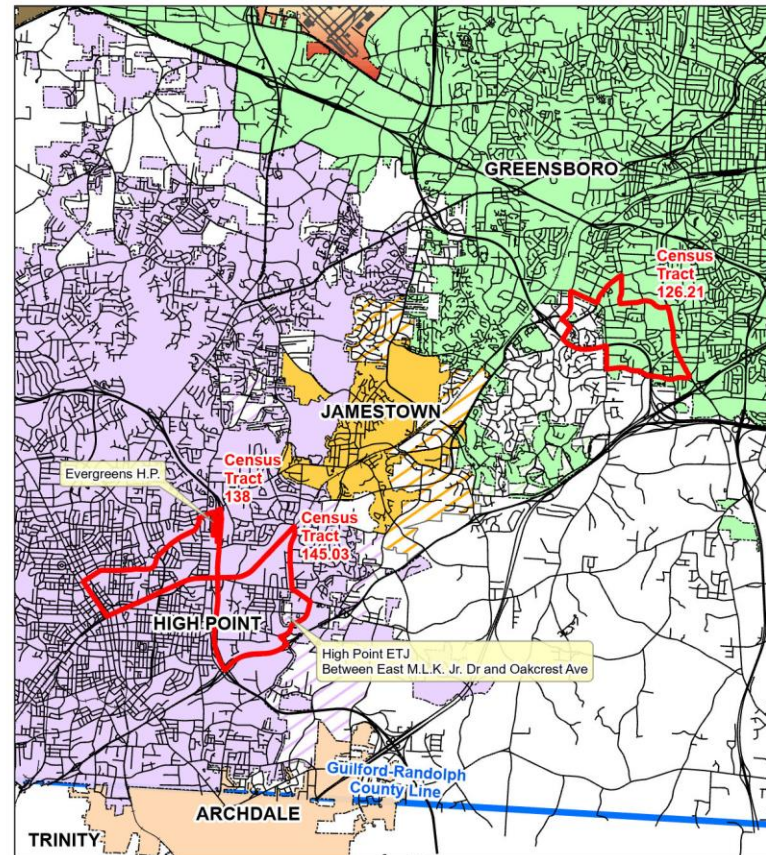 GREENSBORO
Census
Tract
126.21
JAMESTOWN
Evergreens H.P.
Census
Tract
138
Census
Tract
145.03
HIGH POINT
High Point ETJ
Between East M.L.K. Jr. Dr and Oakcrest Ave
Guilford-Randolph
County Line
ARCHDALE
TRINITY